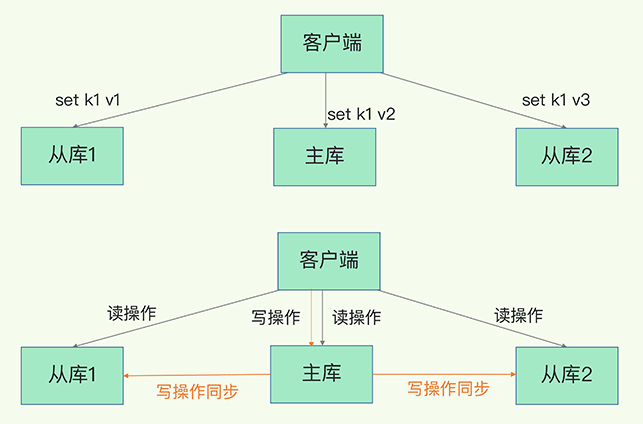 客户端
set k1 v1
set k1 v2
set k1 v3
从库1
主库
从库2
客户端
读操作
写操作
读操作
读操作
从库1
主库
从库2
写操作同步
写操作同步